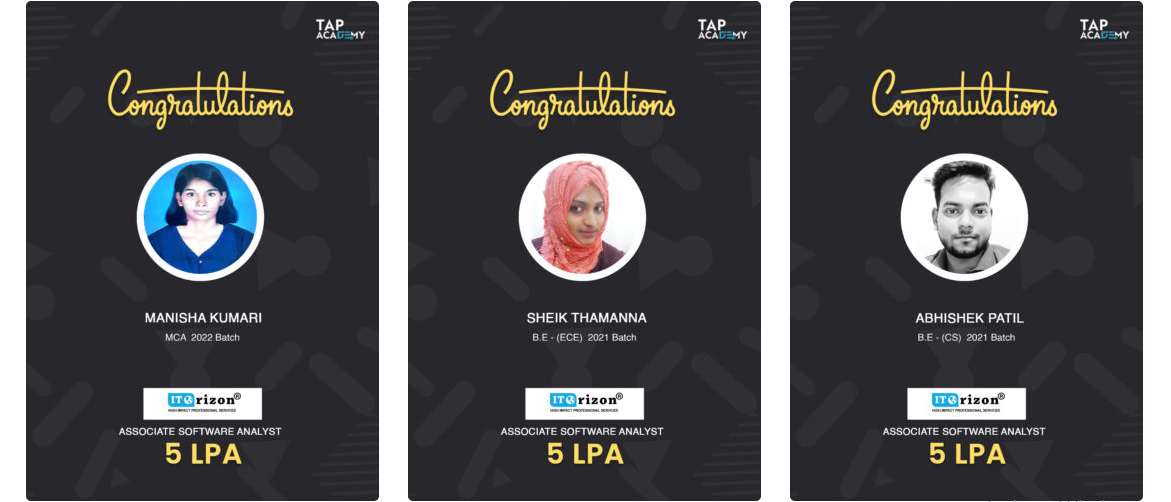 TAP
ACADEMY
Congratulations
MANISHA KUMARI
MCA 2022 Batch
ITorizon®
HIGH IMPACT PROFESSIONAL SERVICES
ASSOCIATE SOFTWARE ANALYST
5 LPA
TAP
ACADEMY
Congratulations
SHEIK THAMANNA
B.E - (ECE) 2021 Batch
ITorizon®
HIGH IMPACT PROFESSIONAL SERVICES
ASSOCIATE SOFTWARE ANALYST
5 LPA
TAP
ACADEMY
Congratulations
ABHISHEK PATIL
B.E - (CS) 2021 Batch
ITorizon®
HIGH IMPACT PROFESSIONAL SERVICES
ASSOCIATE SOFTWARE ANALYST
5 LPA